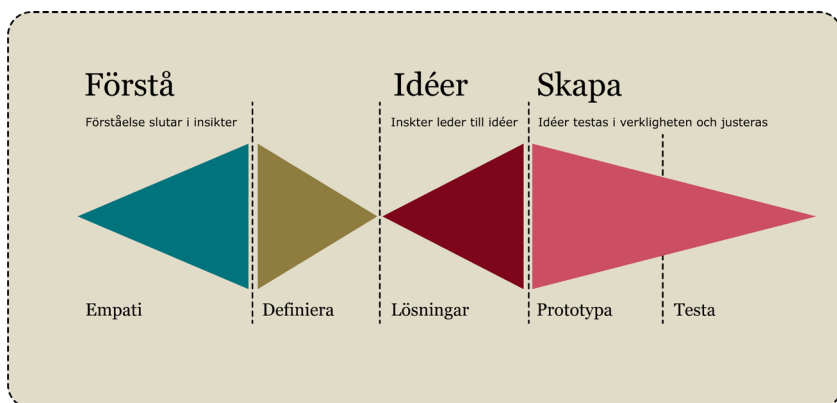 Förstå
Idéer
Skapa
Förståelse slutar i insikter
Inskter leder till idéer
Idéer testas i verkligheten och justeras
Empati
Definiera
Lösningar
Prototypa
Testa